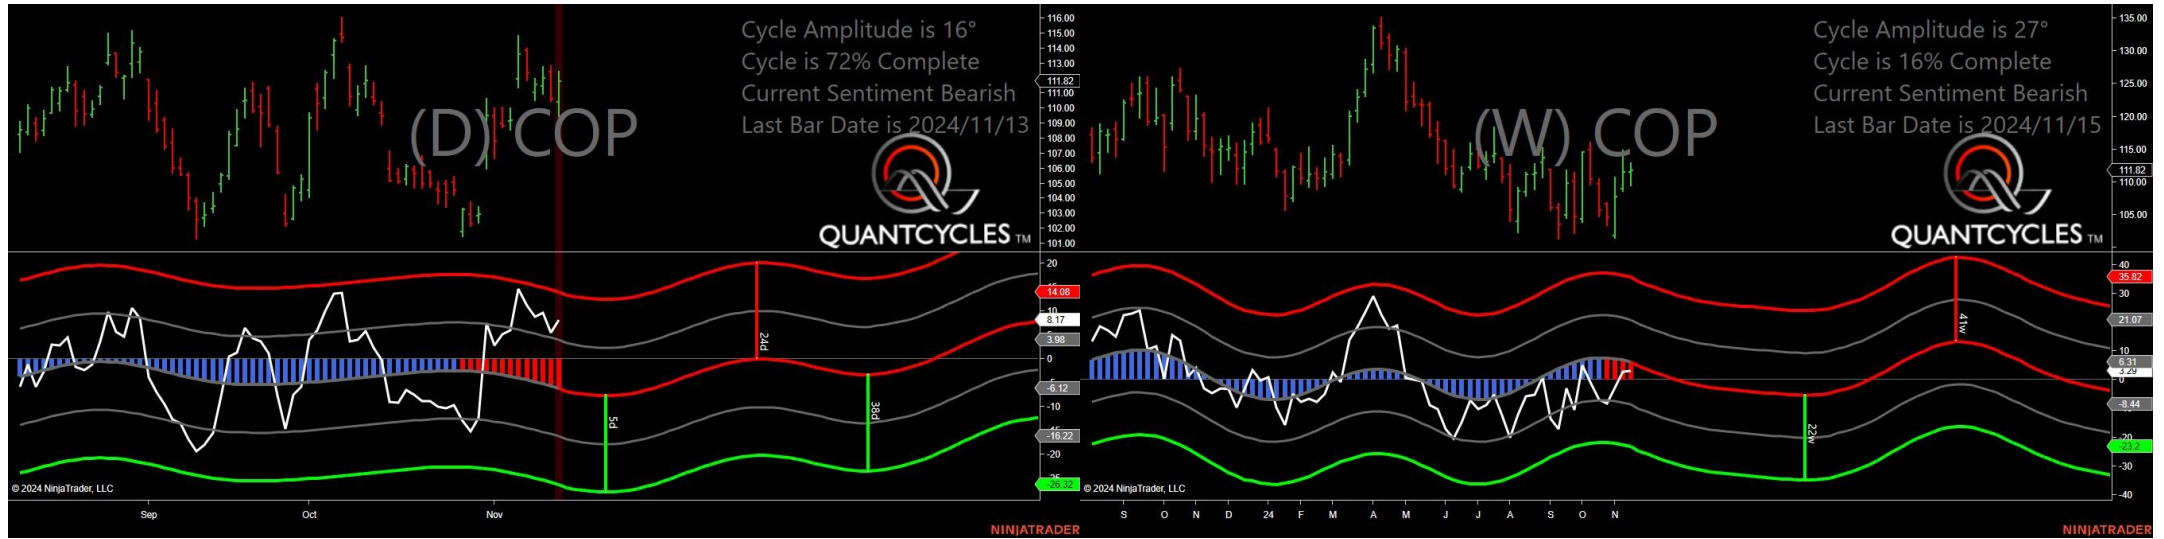 Cycle Amplitude is 16°
Cycle is 72% Complete
Current Sentiment Bearish
Last Bar Date is 2024/11/13
(D) COP
QUANTCYCLES TM
116.00
115.00
114.00
113.00
111.82
111.00
110.00
109.00
108.00
107.00
106.00
105.00
104.00
103.00
102.00
101.00
20
14.08
10
8.17
3.98
0
-6.12
-10
-16.22
-20
-26.32
24d
5d
38d
© 2024 NinjaTrader, LLC
Sep Oct Nov
NINJATRADER
Cycle Amplitude is 27°
Cycle is 16% Complete
Current Sentiment Bearish
Last Bar Date is 2024/11/15
(W) COP
QUANTCYCLES TM
135.00
130.00
125.00
120.00
115.00
111.82
110.00
105.00
40
35.82
30
21.07
10
6.31
3.29
0
-8.44
-20
-23.2
-30
-40
41w
22w
© 2024 NinjaTrader, LLC
S O N D 24 F M A M J J A S O N
NINJATRADER